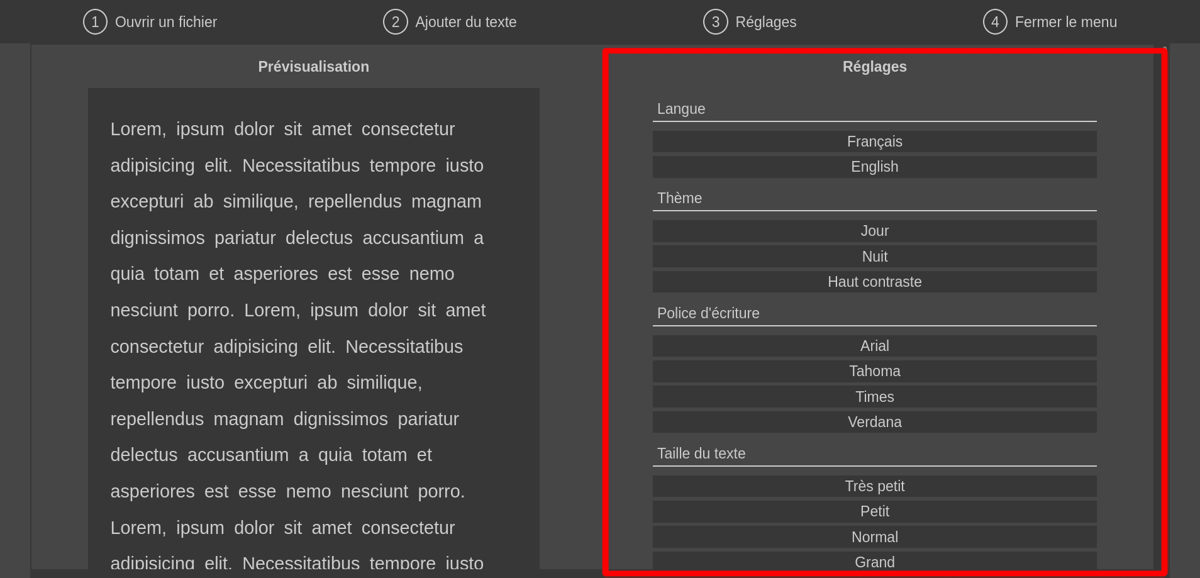 1 Ouvrir un fichier
2 Ajouter du texte
3 Réglages
4 Fermer le menu
Prévisualisation
Lorem, ipsum dolor sit amet consectetur
adipisicing elit. Necessitatibus tempore iusto
excepturi ab similique, repellendus magnam
dignissimos pariatur delectus accusantium a
quia totam et asperiores est esse nemo
nesciunt porro. Lorem, ipsum dolor sit amet
consectetur adipisicing elit. Necessitatibus
tempore iusto excepturi ab similique,
repellendus magnam dignissimos pariatur
delectus accusantium a quia totam et
asperiores est esse nemo nesciunt porro.
Lorem, ipsum dolor sit amet consectetur
adipisicing elit. Necessitatibus tempore iusto
Réglages
Langue
Français
English
Thème
Jour
Nuit
Haut contraste
Police d'écriture
Arial
Tahoma
Times
Verdana
Taille du texte
Très petit
Petit
Normal
Grand